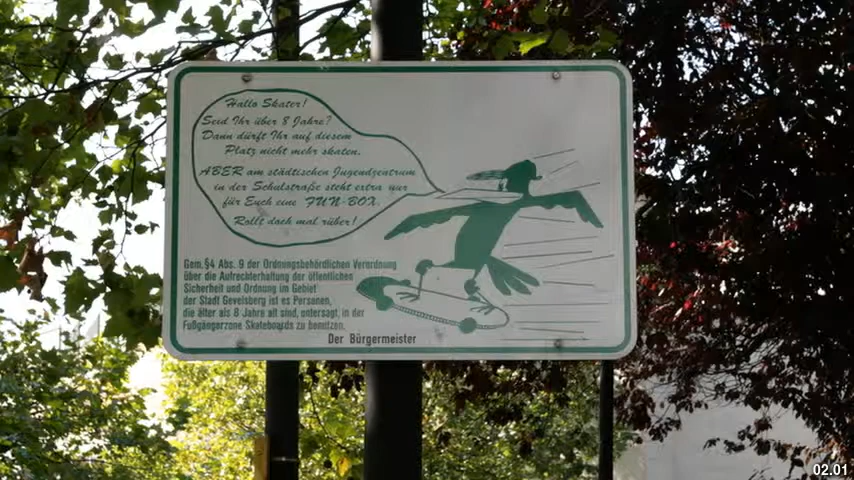 Hallo Skater!
Seid Ihr über 8 Jahre?
Dann dürft Ihr auf diesem
Platz nicht mehr skaten.
ABER am städtischen Jugendzentrum
in der Schulstraße steht extra nur
für Euch eine FUN-BOX.
Rollt doch mal rüber!
Gem. §4 Abs. 9 der Ordnungsbehördlichen Verordnung
über die Aufrechterhaltung der öffentlichen
Sicherheit und Ordnung im Gebiet
der Stadt Gevelsberg ist es Personen,
die älter als 8 Jahre alt sind, untersagt, in der
Fußgängerzone Skateboards zu benutzen.
Der Bürgermeister
02.01